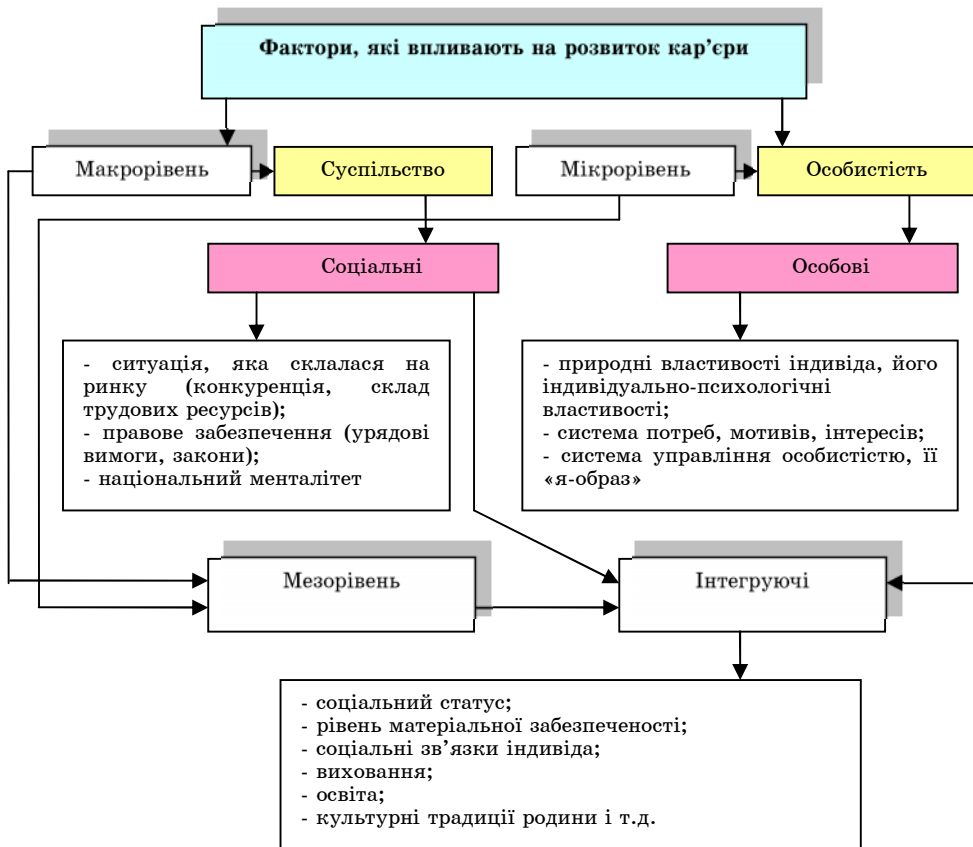 Фактори, які впливають на розвиток кар’єри
Макрорівень
Суспільство
Мікрорівень
Особистість
Соціальні
Особові
- ситуація, яка склалася на
ринку (конкуренція, склад
трудових ресурсів);
- правове забезпечення (урядові
вимоги, закони);
- національний менталітет
- природні властивості індивіда, його
індивідуально-психологічні
властивості;
- система потреб, мотивів, інтересів;
- система управління особистістю, її
«я-образ»
Мезорівень
Інтегруючі
- соціальний статус;
- рівень матеріальної забезпеченості;
- соціальні зв’язки індивіда;
- виховання;
- освіта;
- культурні традиції родини і т.д.